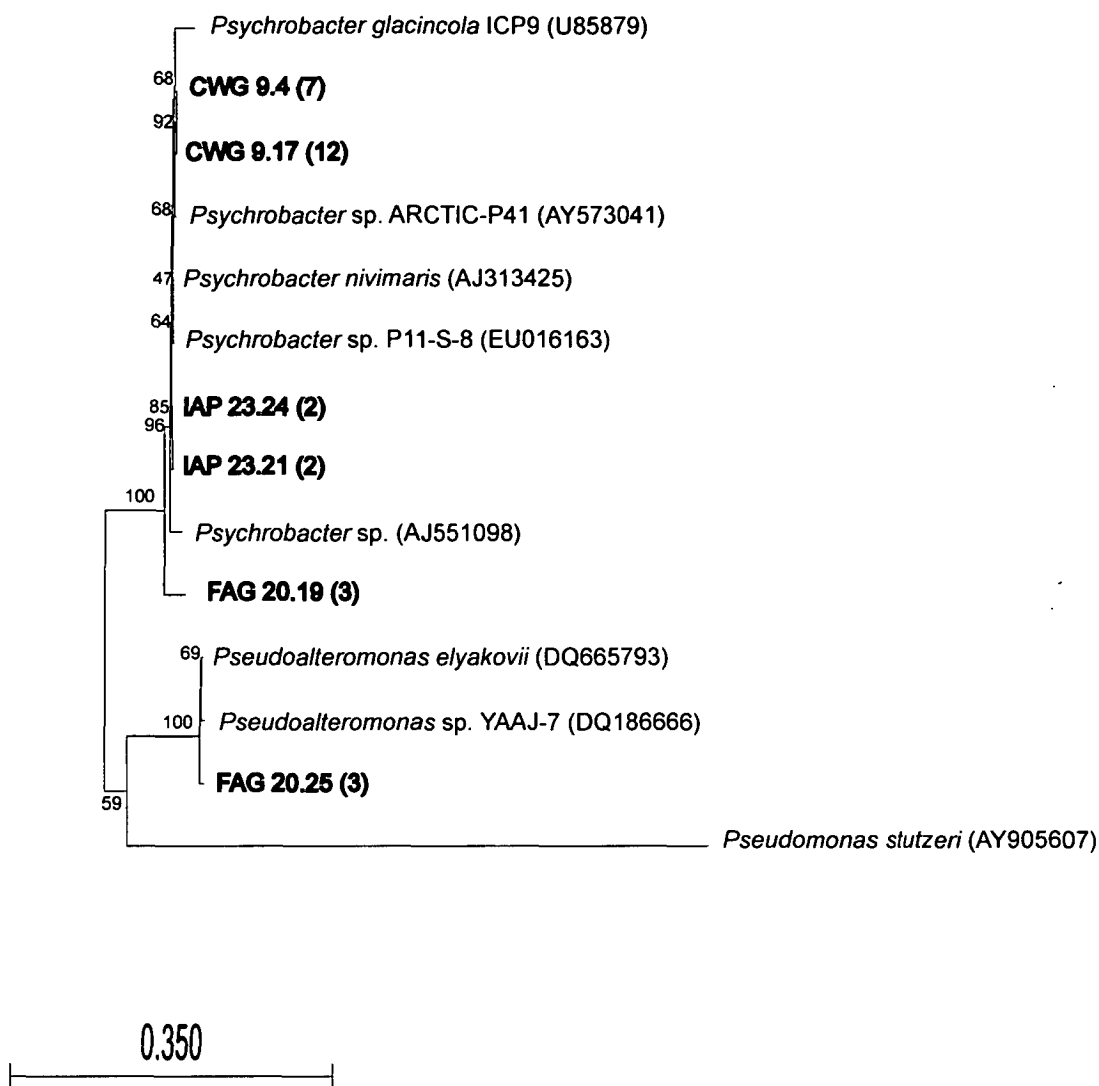 Psychrobacter glacincola ICP9 (U85879)
68
CWG 9.4 (7)
92
CWG 9.17 (12)
68
Psychrobacter sp. ARCTIC-P41 (AY573041)
47
Psychrobacter nivimaris (AJ313425)
64
Psychrobacter sp. P11-S-8 (EU016163)
85
IAP 23.24 (2)
96
IAP 23.21 (2)
100
Psychrobacter sp. (AJ551098)
FAG 20.19 (3)
69
Pseudoalteromonas elyakovii (DQ665793)
100
Pseudoalteromonas sp. YAAJ-7 (DQ186666)
FAG 20.25 (3)
59
Pseudomonas stutzeri (AY905607)
0.350